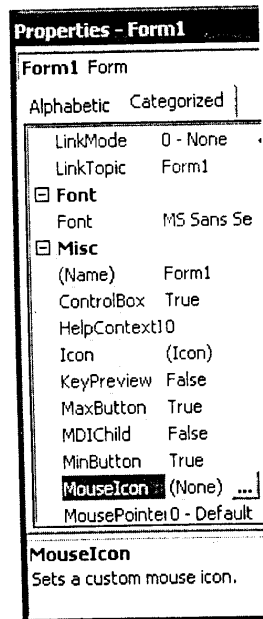 Properties - Form1
Form1 Form
Alphabetic Categorized
LinkMode 0 - None
LinkTopic Form1
Font
Font MS Sans Se
Misc
(Name) Form1
ControlBox True
HelpContextI 0
Icon (Icon)
KeyPreview False
MaxButton True
MDIChild False
MinButton True
MouseIcon (None) ...
MousePointer 0 - Default
MouseIcon
Sets a custom mouse icon.